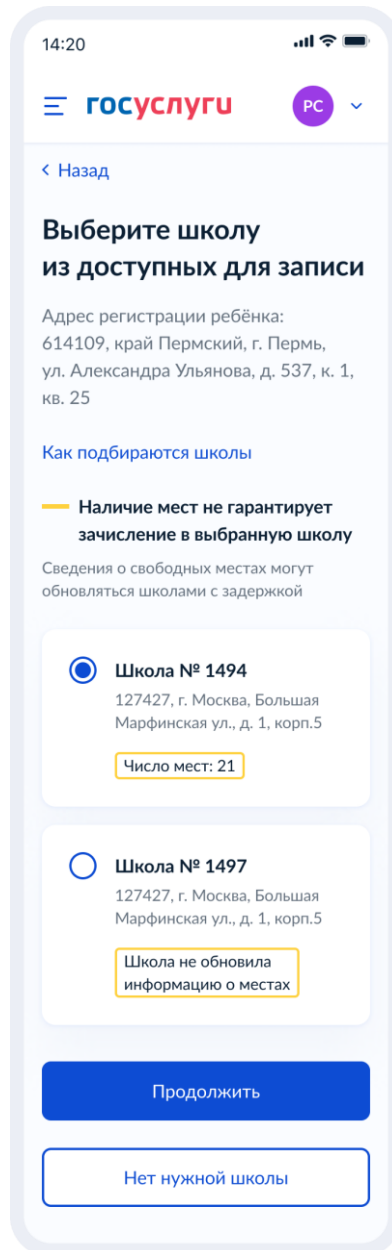 14:20
госуслуги
РС
Назад
Выберите школу
из доступных для записи
Адрес регистрации ребёнка:
614109, край Пермский, г. Пермь,
ул. Александра Ульянова, д. 537, к. 1,
кв. 25
Как подбираются школы
Наличие мест не гарантирует
зачисление в выбранную школу
Сведения о свободных местах могут
обновляться школами с задержкой
Школа № 1494
127427, г. Москва, Большая
Марфинская ул., д. 1, корп.5
Число мест: 21
Школа № 1497
127427, г. Москва, Большая
Марфинская ул., д. 1, корп.5
Школа не обновила
информацию о местах
Продолжить
Нет нужной школы